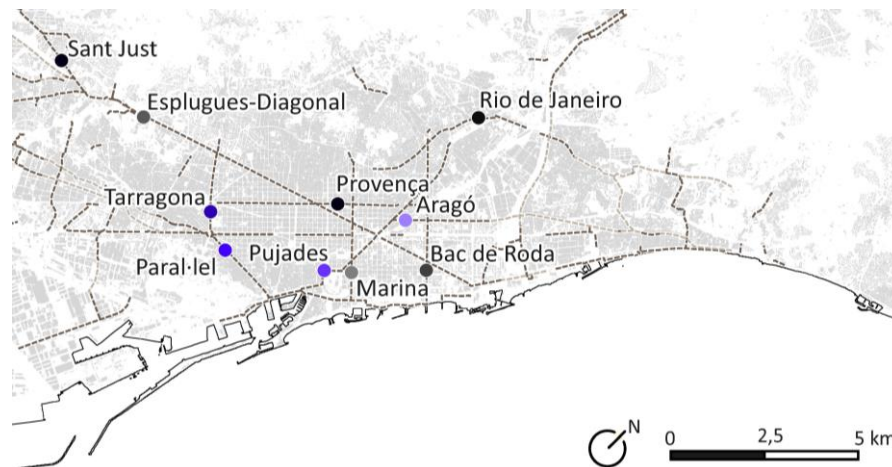 Sant Just
Esplugues-Diagonal
Rio de Janeiro
Tarragona
Provença
Aragó
Paral·lel
Pujades
Bac de Roda
Marina
N
0 2,5 5 km